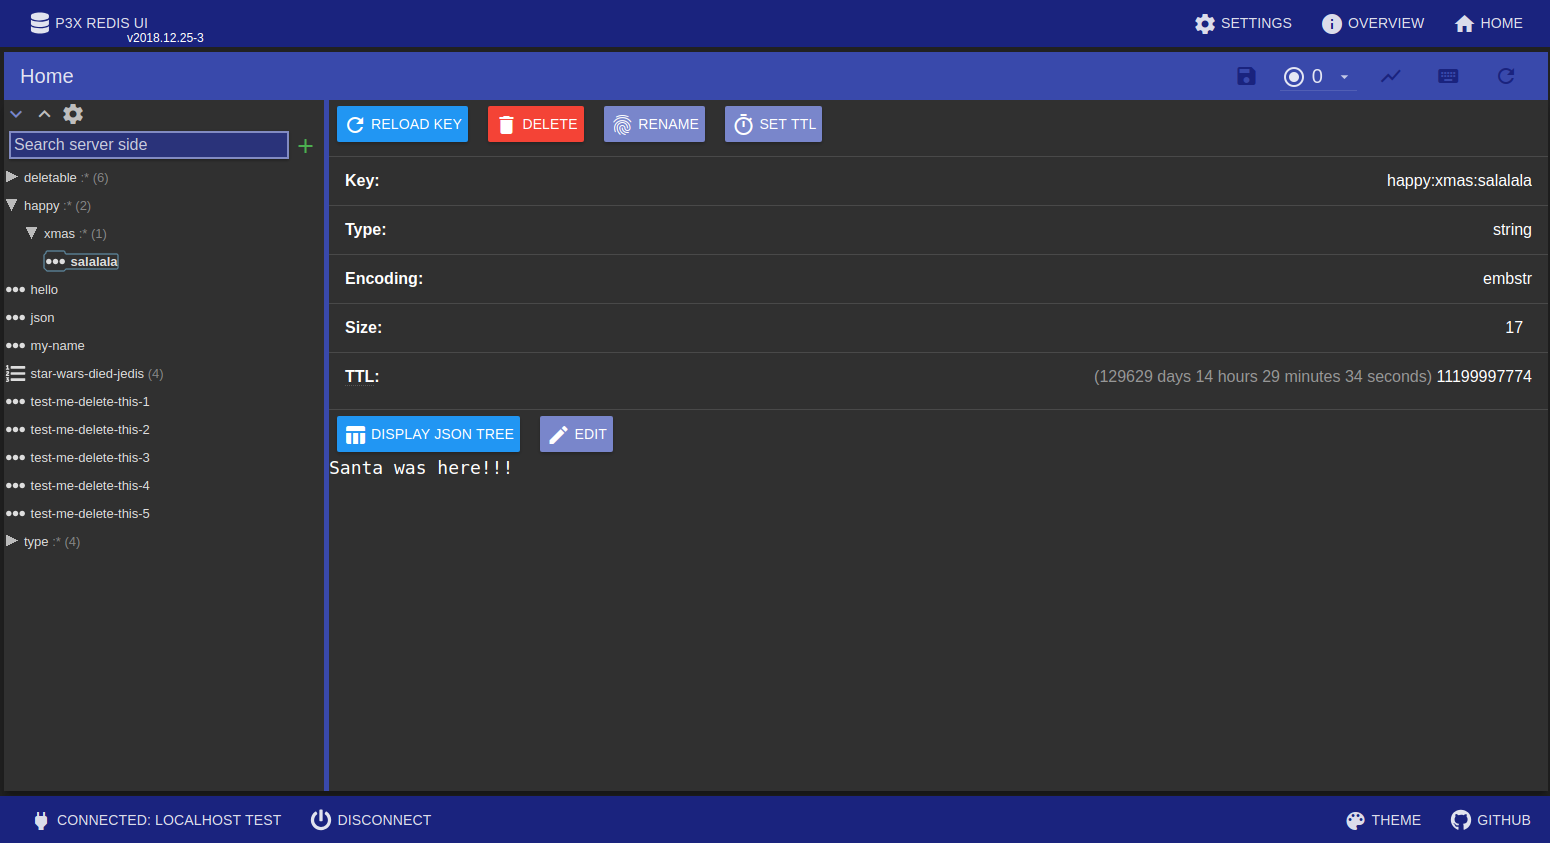 P3X REDIS UI
v2018.12.25-3
SETTINGS
OVERVIEW
HOME
Home
0
Search server side
deletable :* (6)
happy :* (2)
xmas :* (1)
salalala
hello
json
my-name
star-wars-died-jedis (4)
test-me-delete-this-1
test-me-delete-this-2
test-me-delete-this-3
test-me-delete-this-4
test-me-delete-this-5
type :* (4)
RELOAD KEY
DELETE
RENAME
SET TTL
Key: happy:xmas:salalala
Type: string
Encoding: embstr
Size: 17
TTL: (129629 days 14 hours 29 minutes 34 seconds) 11199997774
DISPLAY JSON TREE
EDIT
Santa was here!!!
CONNECTED: LOCALHOST TEST
DISCONNECT
THEME
GITHUB